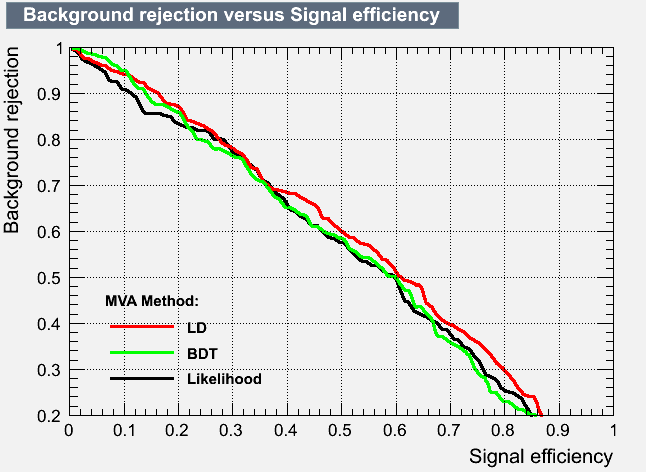 Background rejection versus Signal efficiency
Background rejection
1
0.9
0.8
0.7
0.6
0.5
0.4
0.3
0.2
MVA Method:
LD
BDT
Likelihood
0 0.1 0.2 0.3 0.4 0.5 0.6 0.7 0.8 0.9 1
Signal efficiency